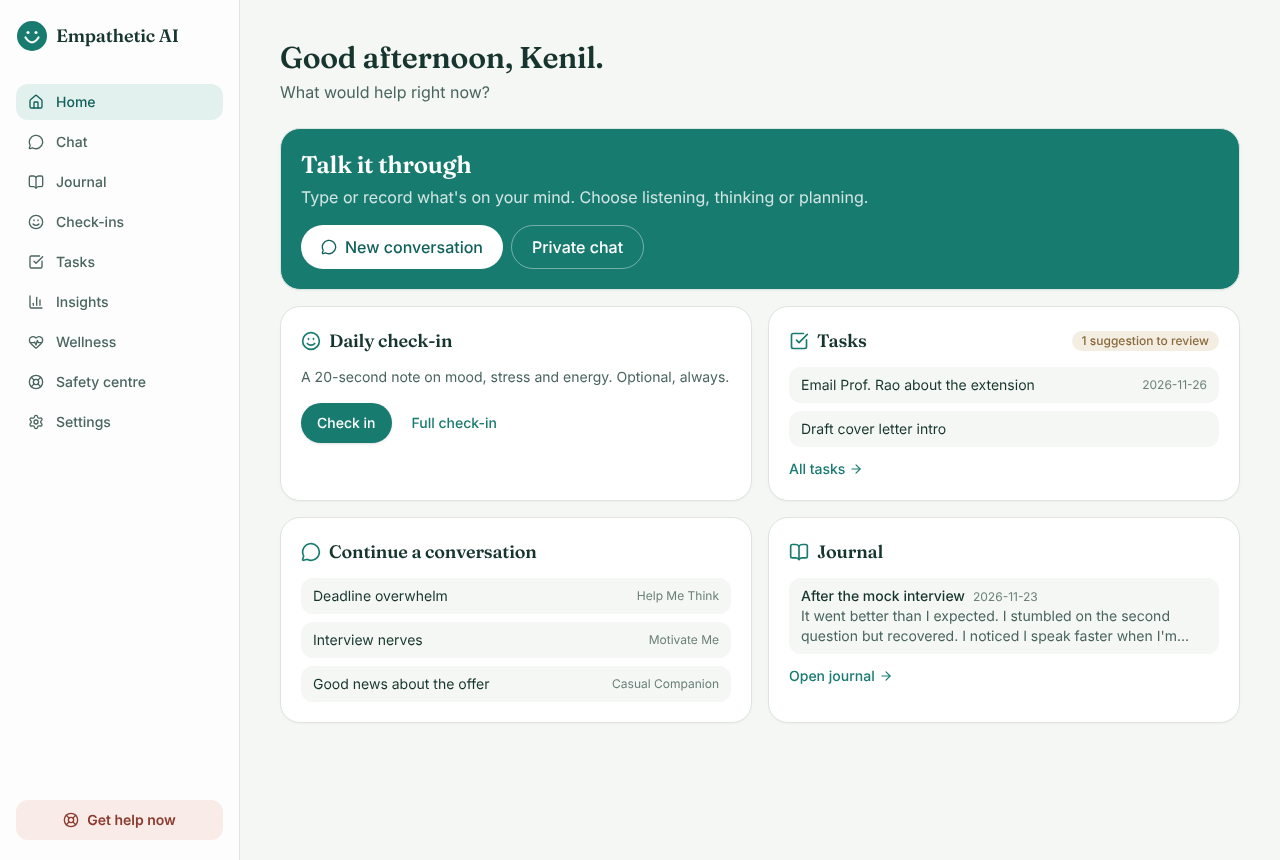 Empathetic AI
Home
Chat
Journal
Check-ins
Tasks
Insights
Wellness
Safety centre
Settings
Get help now
Good afternoon, Kenil.
What would help right now?
Talk it through
Type or record what's on your mind. Choose listening, thinking or planning.
New conversation
Private chat
Daily check-in
A 20-second note on mood, stress and energy. Optional, always.
Check in
Full check-in
Tasks
1 suggestion to review
Email Prof. Rao about the extension 2026-11-26
Draft cover letter intro
All tasks →
Continue a conversation
Deadline overwhelm Help Me Think
Interview nerves Motivate Me
Good news about the offer Casual Companion
Journal
After the mock interview 2026-11-23
It went better than I expected. I stumbled on the second
question but recovered. I noticed I speak faster when I'm...
Open journal →